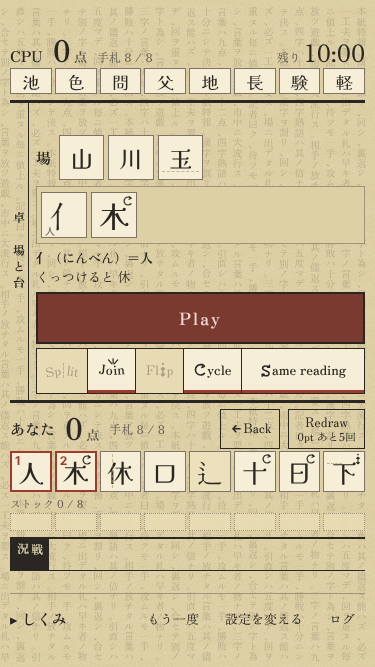 CPU 0点 手札 8 / 8 残り 10:00
池 色 問 父 地 長 験 軽
場 山 川 玉
卓 場と台
亻 人 木
亻（にんべん）＝人
くっつけると 休
Play
Split Join Flip Cycle Same reading
あなた 0点 手札 8 / 8 ←Back Redraw
0pt あと5回
1 人 2 木 休 口 辶 十 日 下
ストック 0 / 8
戦況
▸ しくみ もう一度 設定を変える ログ